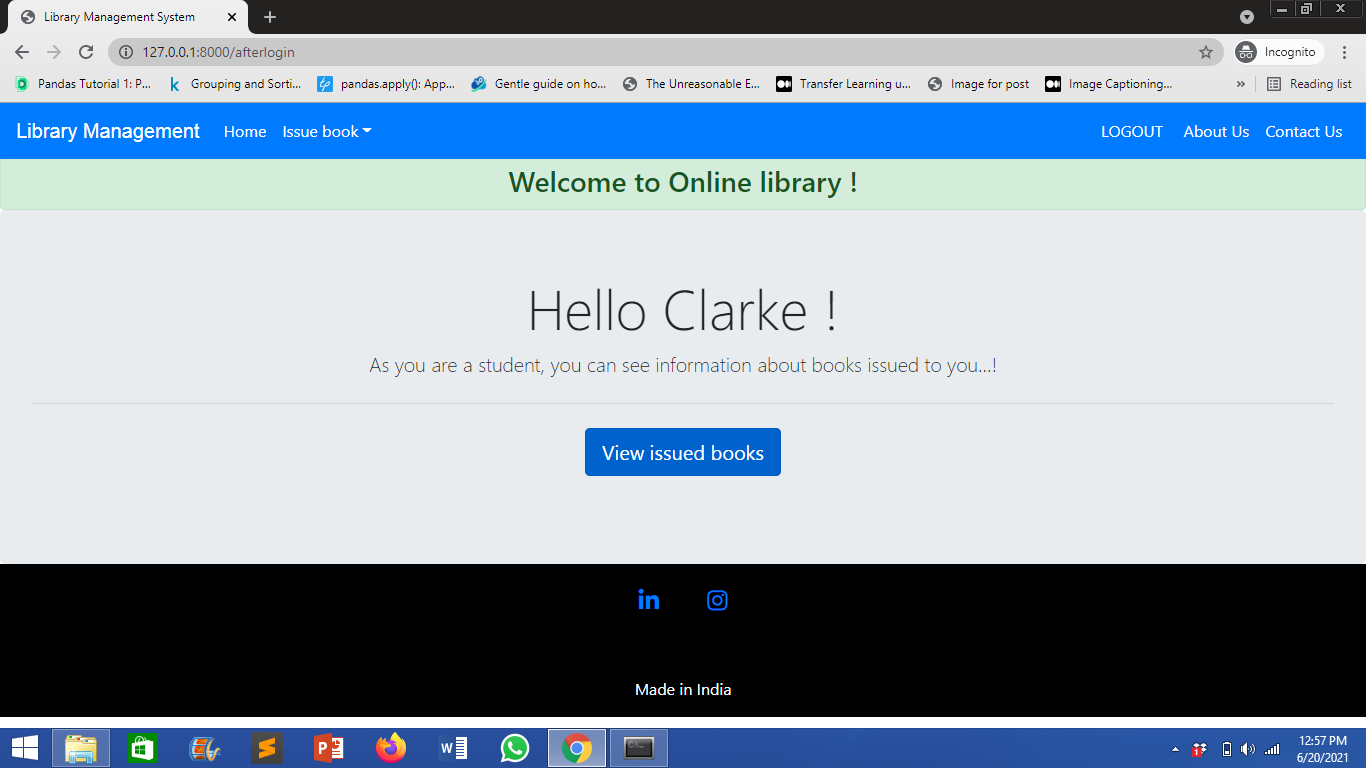 Library Management System
127.0.0.1:8000/afterlogin
Incognito
Pandas Tutorial 1: P... Grouping and Sorti... pandas.apply(): App... Gentle guide on ho... The Unreasonable E... Transfer Learning u... Image for post Image Captioning... » Reading list
Library Management Home Issue book LOGOUT About Us Contact Us
Welcome to Online library !
Hello Clarke !
As you are a student, you can see information about books issued to you...!
View issued books
Made in India
12:57 PM
6/20/2021